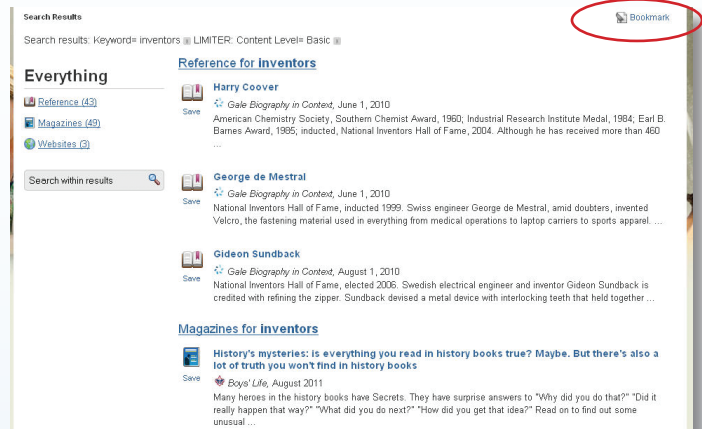 Search Results
Bookmark
Search results: Keyword= inventors x LIMITER: Content Level= Basic x
Everything
Reference (43)
Magazines (49)
Websites (3)
Search within results
Reference for inventors
Harry Coover
Save
Gale Biography in Context, June 1, 2010
American Chemistry Society, Southern Chemist Award, 1960; Industrial Research Institute Medal, 1984; Earl B.
Barnes Award, 1985; inducted, National Inventors Hall of Fame, 2004. Although he has received more than 460
...
George de Mestral
Save
Gale Biography in Context, June 1, 2010
National Inventors Hall of Fame, inducted 1999. Swiss engineer George de Mestral, amid doubters, invented
Velcro, the fastening material used in everything from medical operations to laptop carriers to sports apparel. ...
Gideon Sundback
Save
Gale Biography in Context, August 1, 2010
National Inventors Hall of Fame, elected 2006. Swedish electrical engineer and inventor Gideon Sundback is
credited with refining the zipper. Sundback devised a metal device with interlocking teeth that held together ...
Magazines for inventors
History's mysteries: is everything you read in history books true? Maybe. But there's also a
lot of truth you won't find in history books
Save
Boys' Life, August 2011
Many heroes in the history books have Secrets. They have surprise answers to "Why did you do that?" "Did it
really happen that way?" "What did you do next?" "How did you get that idea?" Read on to find out some
unusual ...